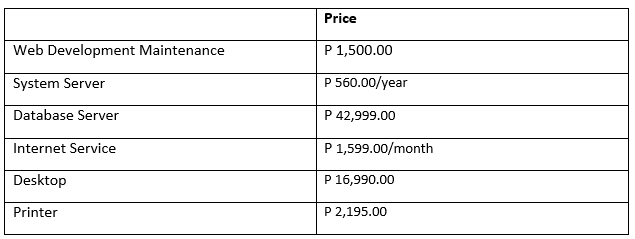 Price
Web Development Maintenance P 1,500.00
System Server P 560.00/year
Database Server P 42,999.00
Internet Service P 1,599.00/month
Desktop P 16,990.00
Printer P 2,195.00